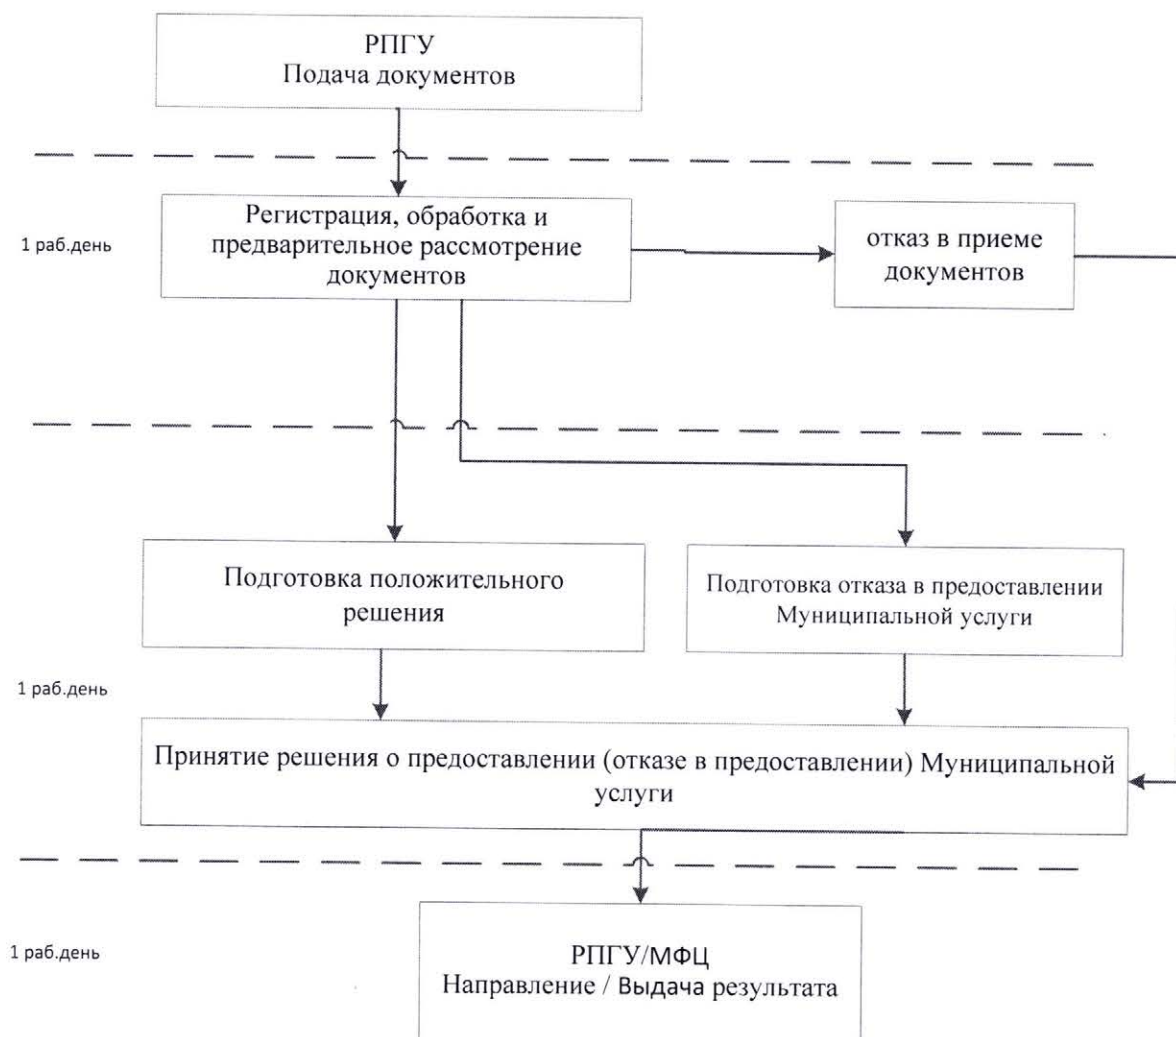 РПГУ
Подача документов
1 раб.день
Регистрация, обработка и
предварительное рассмотрение
документов
отказ в приеме
документов
Подготовка положительного
решения
Подготовка отказа в предоставлении
Муниципальной услуги
1 раб.день
Принятие решения о предоставлении (отказе в предоставлении) Муниципальной
услуги
1 раб.день
РПГУ/МФЦ
Направление / Выдача результата